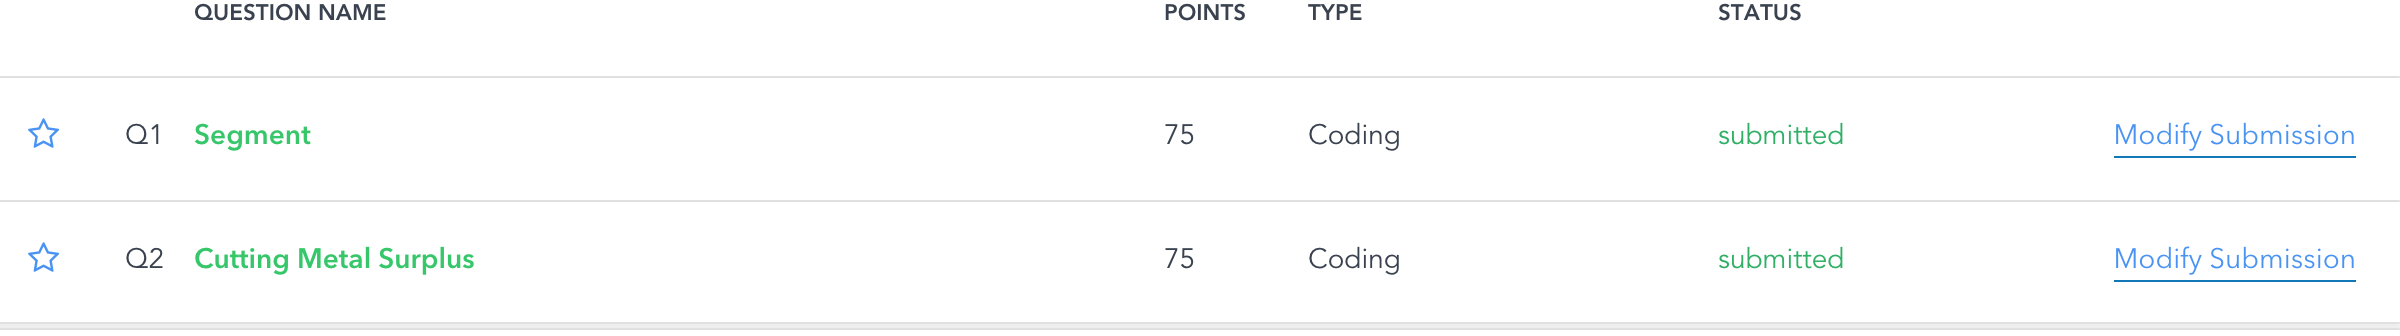 QUESTION NAME POINTS TYPE STATUS
Q1 Segment 75 Coding submitted Modify Submission
Q2 Cutting Metal Surplus 75 Coding submitted Modify Submission